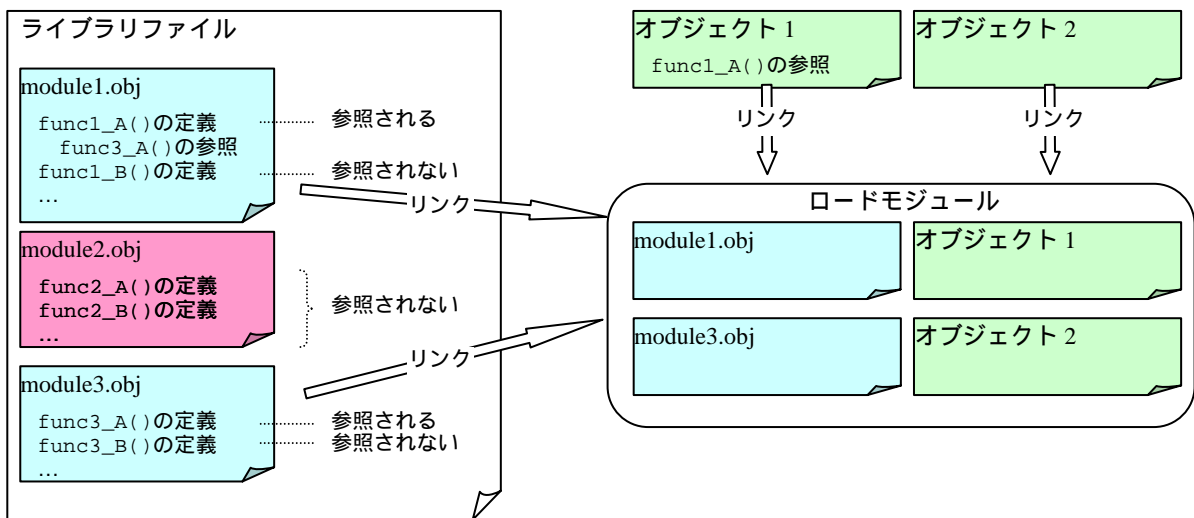 ライブラリファイル
module1.obj
func1_A()の定義
参照される
func3_A()の参照
func1_B()の定義
参照されない
…
リンク
module2.obj
func2_A()の定義
func2_B()の定義
参照されない
…
リンク
module3.obj
func3_A()の定義
参照される
func3_B()の定義
参照されない
…
オブジェクト 1
func1_A()の参照
リンク
オブジェクト 2
リンク
ロードモジュール
module1.obj
オブジェクト 1
module3.obj
オブジェクト 2